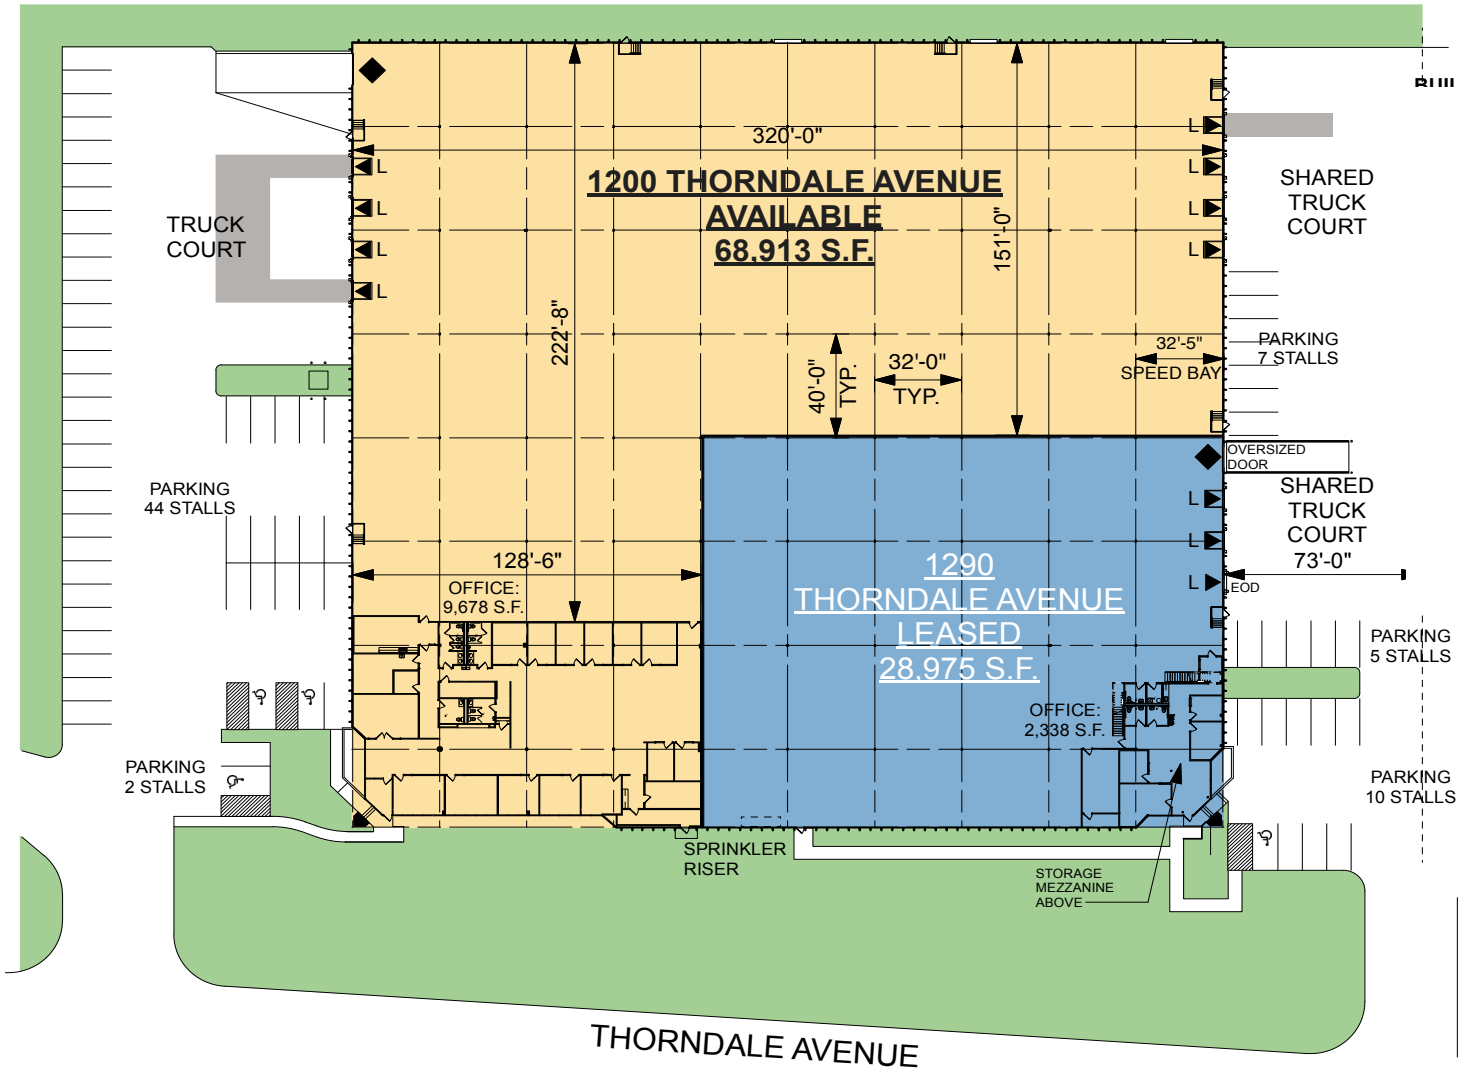 320'-0"
1200 THORNDALE AVENUE
AVAILABLE
68,913 S.F.
L
L
L
L
L
L
L
L
TRUCK
COURT
SHARED
TRUCK
COURT
151'-0"
222'-8"
40'-0"
TYP.
32'-0"
TYP.
32'-5"
SPEED BAY
PARKING
7 STALLS
OVERSIZED
DOOR
SHARED
TRUCK
COURT
73'-0"
EOD
PARKING
44 STALLS
128'-6"
OFFICE:
9,678 S.F.
1290
THORNDALE AVENUE
LEASED
28,975 S.F.
L
L
L
OFFICE:
2,338 S.F.
PARKING
5 STALLS
PARKING
2 STALLS
PARKING
10 STALLS
SPRINKLER
RISER
STORAGE
MEZZANINE
ABOVE
THORNDALE AVENUE